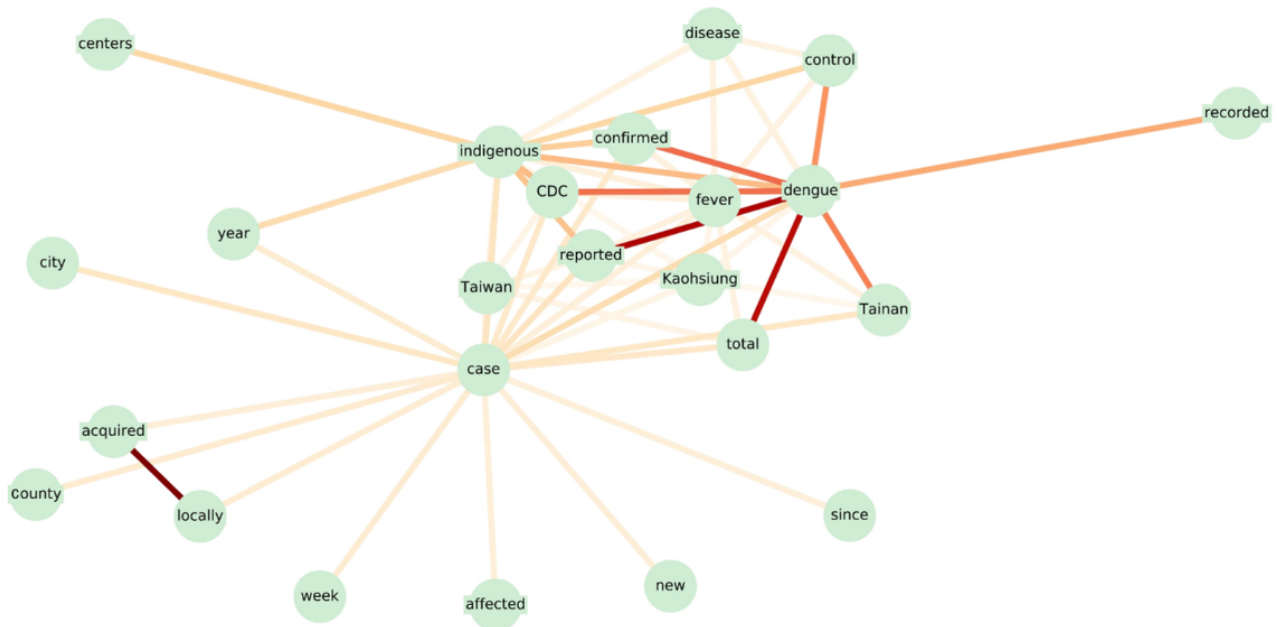 disease
centers
control
recorded
confirmed
indigenous
CDC
dengue
fever
year
reported
city
Kaohsiung
Taiwan
Tainan
total
case
acquired
county
locally
since
new
week
affected